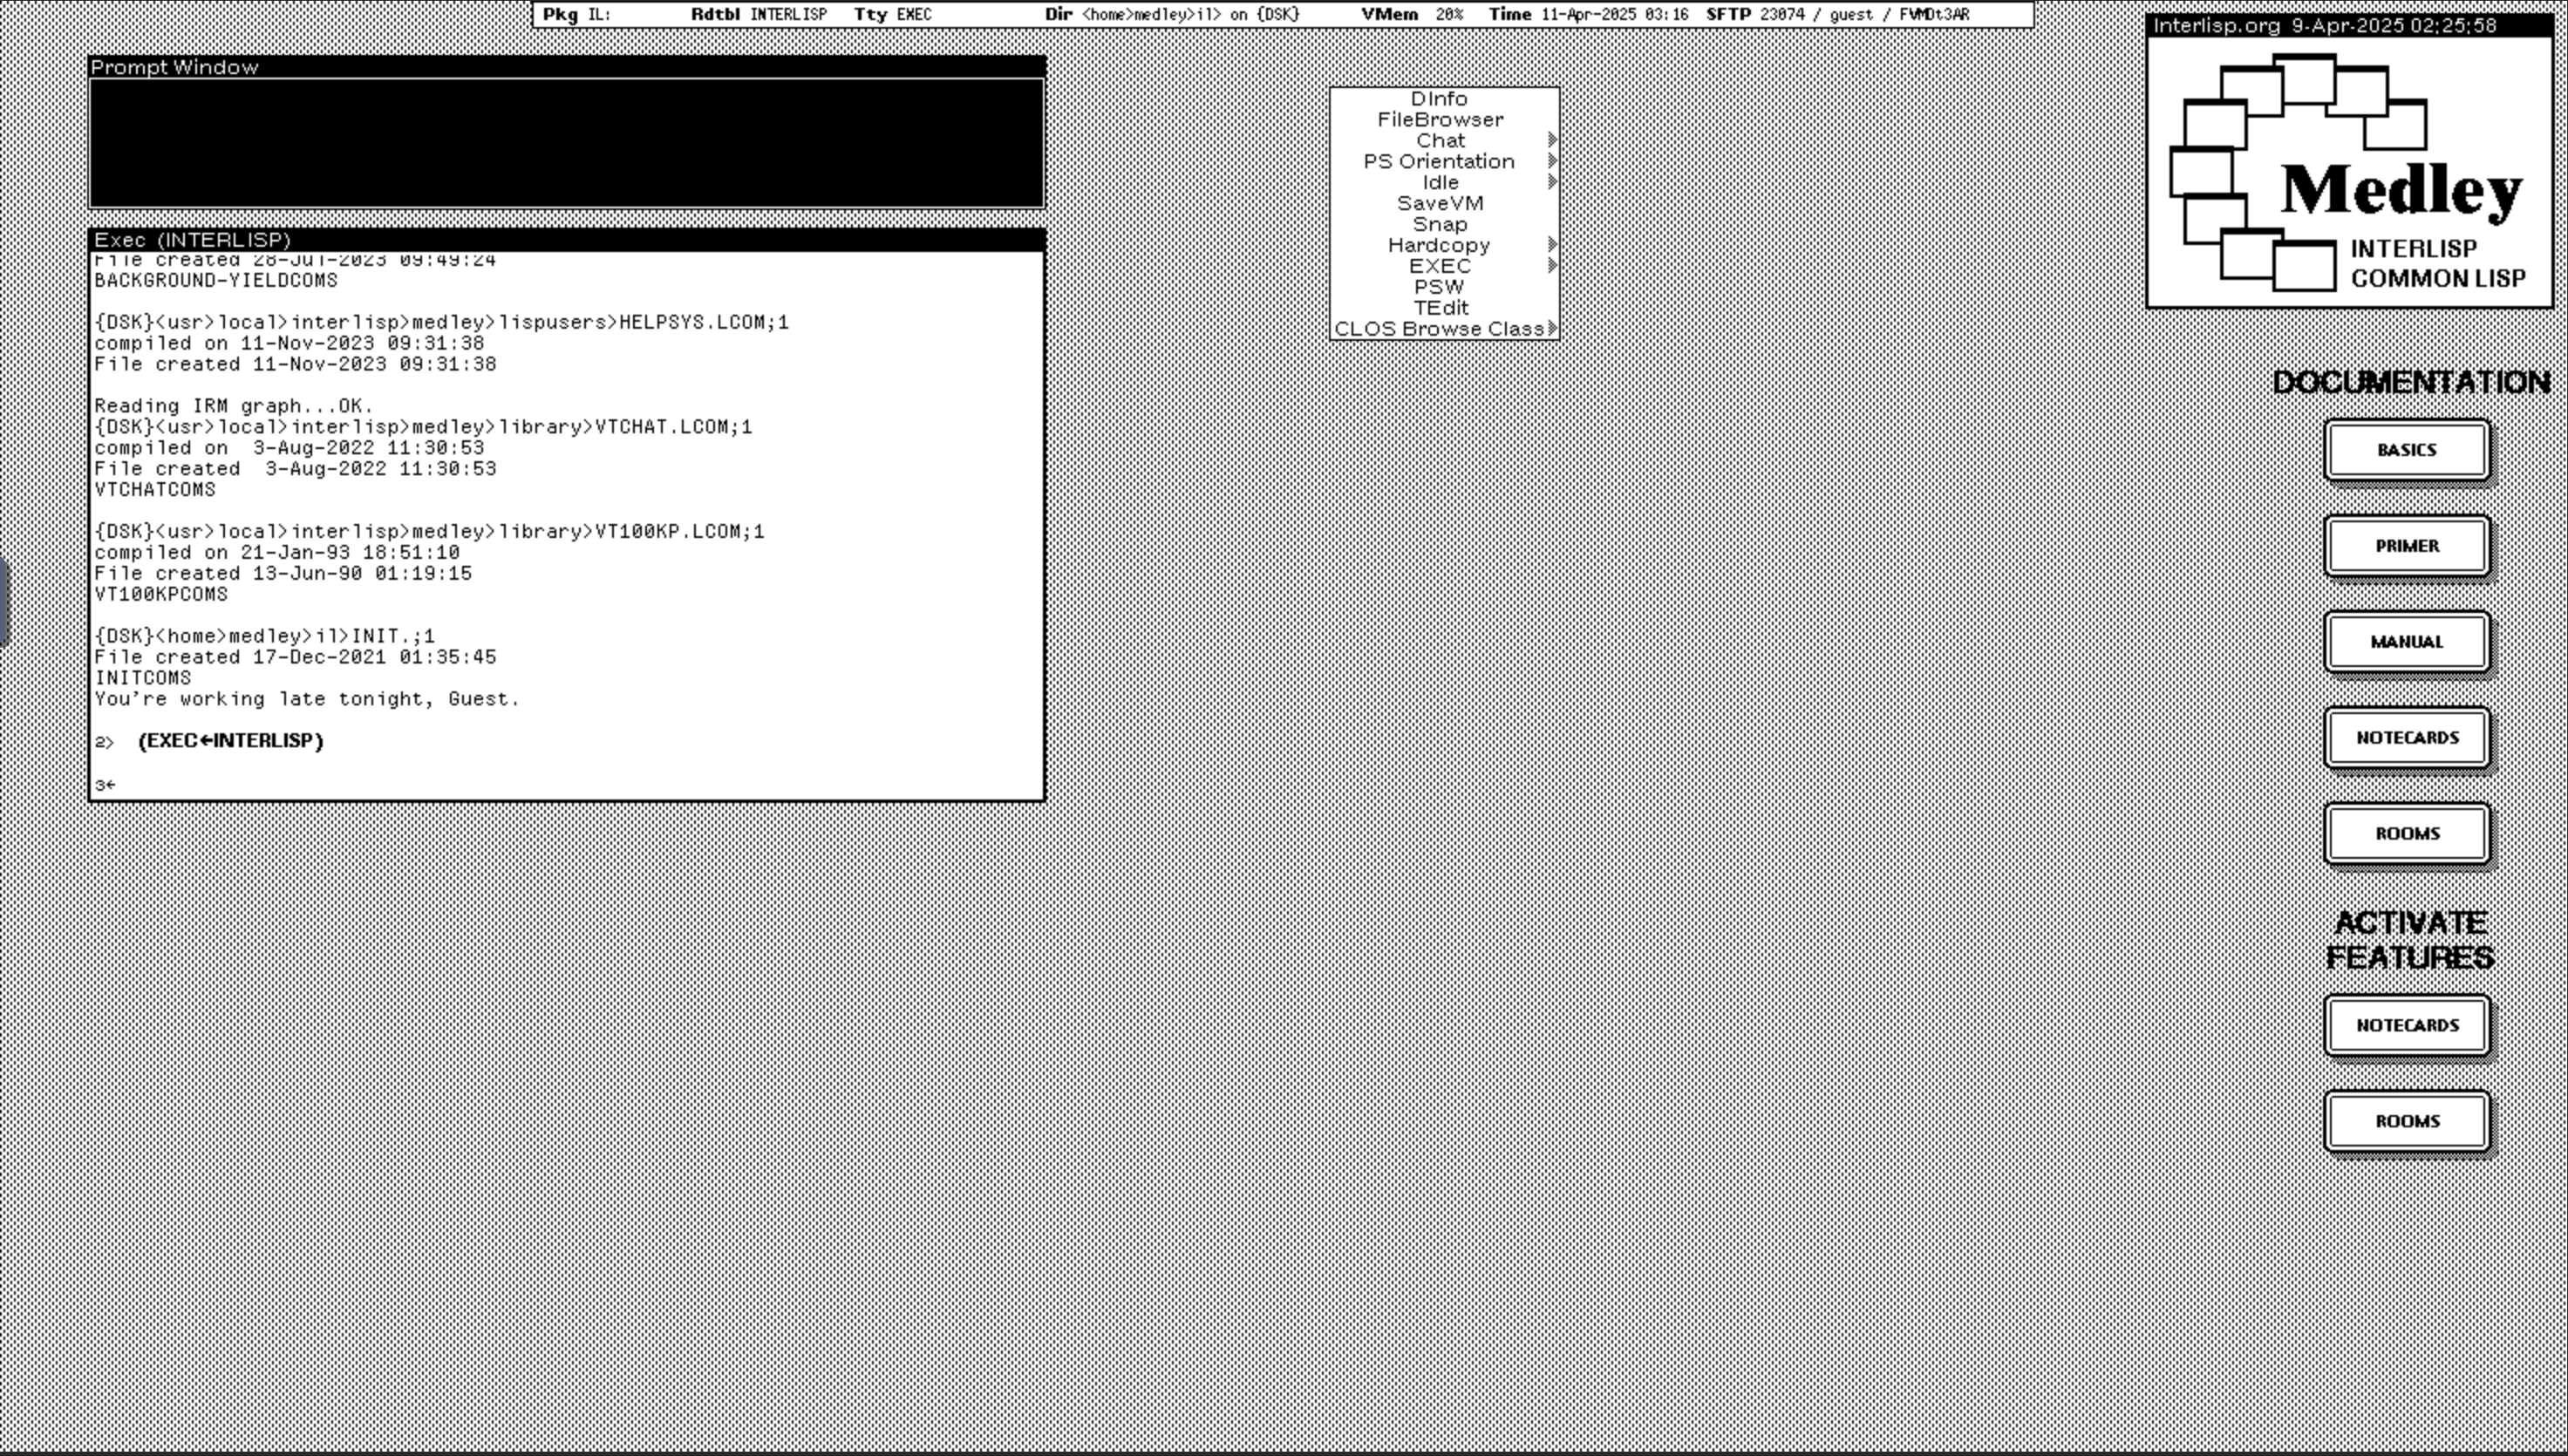 Pkg IL: Rdtbl INTERLISP Tty EXEC Dir <home>medley>il> on {DSK} VMem 20% Time 11-Apr-2025 03:16 SFTP 23074 / guest / FWMDt3AR
Prompt Window
Exec (INTERLISP)
File created 28-Jul-2023 09:49:24
BACKGROUND-YIELDCOMS
{DSK}<usr>local>interlisp>medley>lispusers>HELPSYS.LCOM;1
compiled on 11-Nov-2023 09:31:38
File created 11-Nov-2023 09:31:38
Reading IRM graph...OK.
{DSK}<usr>local>interlisp>medley>library>VTCHAT.LCOM;1
compiled on  3-Aug-2022 11:30:53
File created  3-Aug-2022 11:30:53
VTCHATCOMS
{DSK}<usr>local>interlisp>medley>library>VT100KP.LCOM;1
compiled on 21-Jan-93 18:51:10
File created 13-Jun-90 01:19:15
VT100KPCOMS
{DSK}<home>medley>il>INIT.;1
File created 17-Dec-2021 01:35:45
INITCOMS
You're working late tonight, Guest.
2> (EXEC←INTERLISP)
3←
DInfo
FileBrowser
Chat
PS Orientation
Idle
SaveVM
Snap
Hardcopy
EXEC
PSW
TEdit
CLOS Browse Class
Interlisp.org 9-Apr-2025 02:25:58
Medley
INTERLISP
COMMON LISP
DOCUMENTATION
BASICS
PRIMER
MANUAL
NOTECARDS
ROOMS
ACTIVATE
FEATURES
NOTECARDS
ROOMS